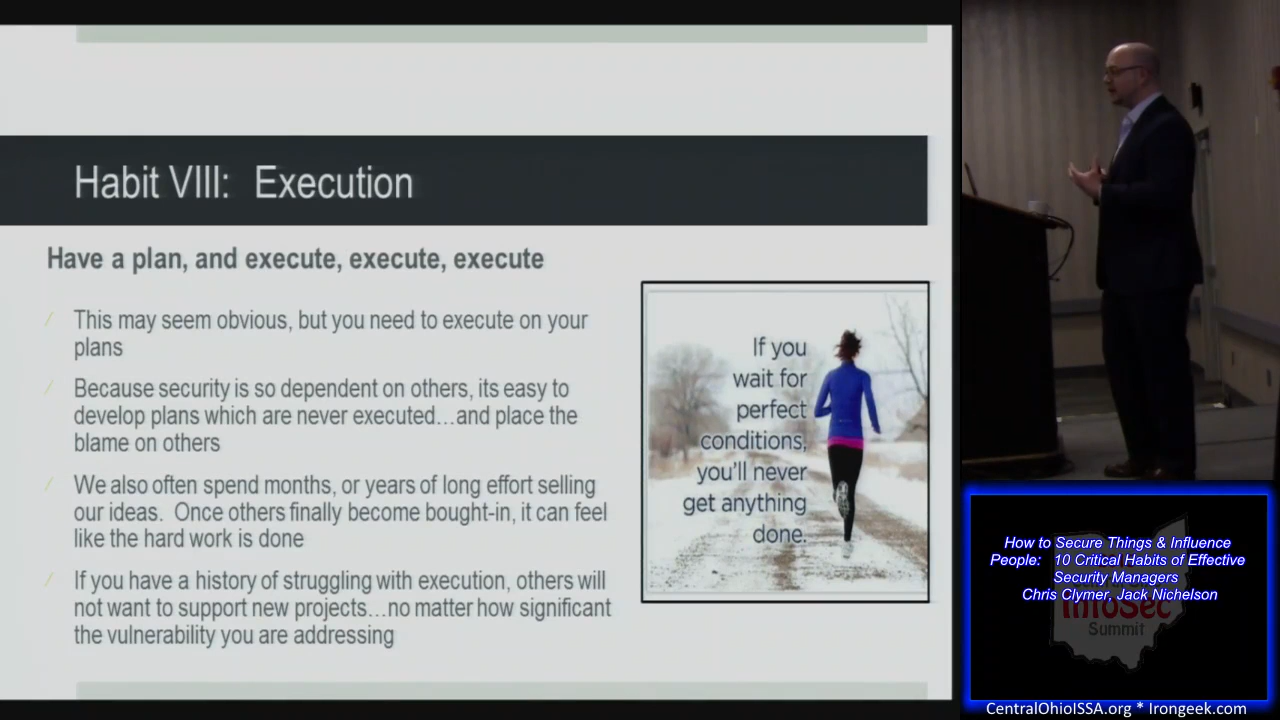 Habit VIII: Execution
Have a plan, and execute, execute, execute
This may seem obvious, but you need to execute on your
plans
Because security is so dependent on others, its easy to
develop plans which are never executed…and place the
blame on others
We also often spend months, or years of long effort selling
our ideas. Once others finally become bought-in, it can feel
like the hard work is done
If you have a history of struggling with execution, others will
not want to support new projects…no matter how significant
the vulnerability you are addressing
If you
wait for
perfect
conditions,
you'll never
get anything
done.
How to Secure Things & Influence
People: 10 Critical Habits of Effective
Security Managers
Chris Clymer, Jack Nichelson
InfoSec
Summit
CentralOhioISSA.org * Irongeek.com